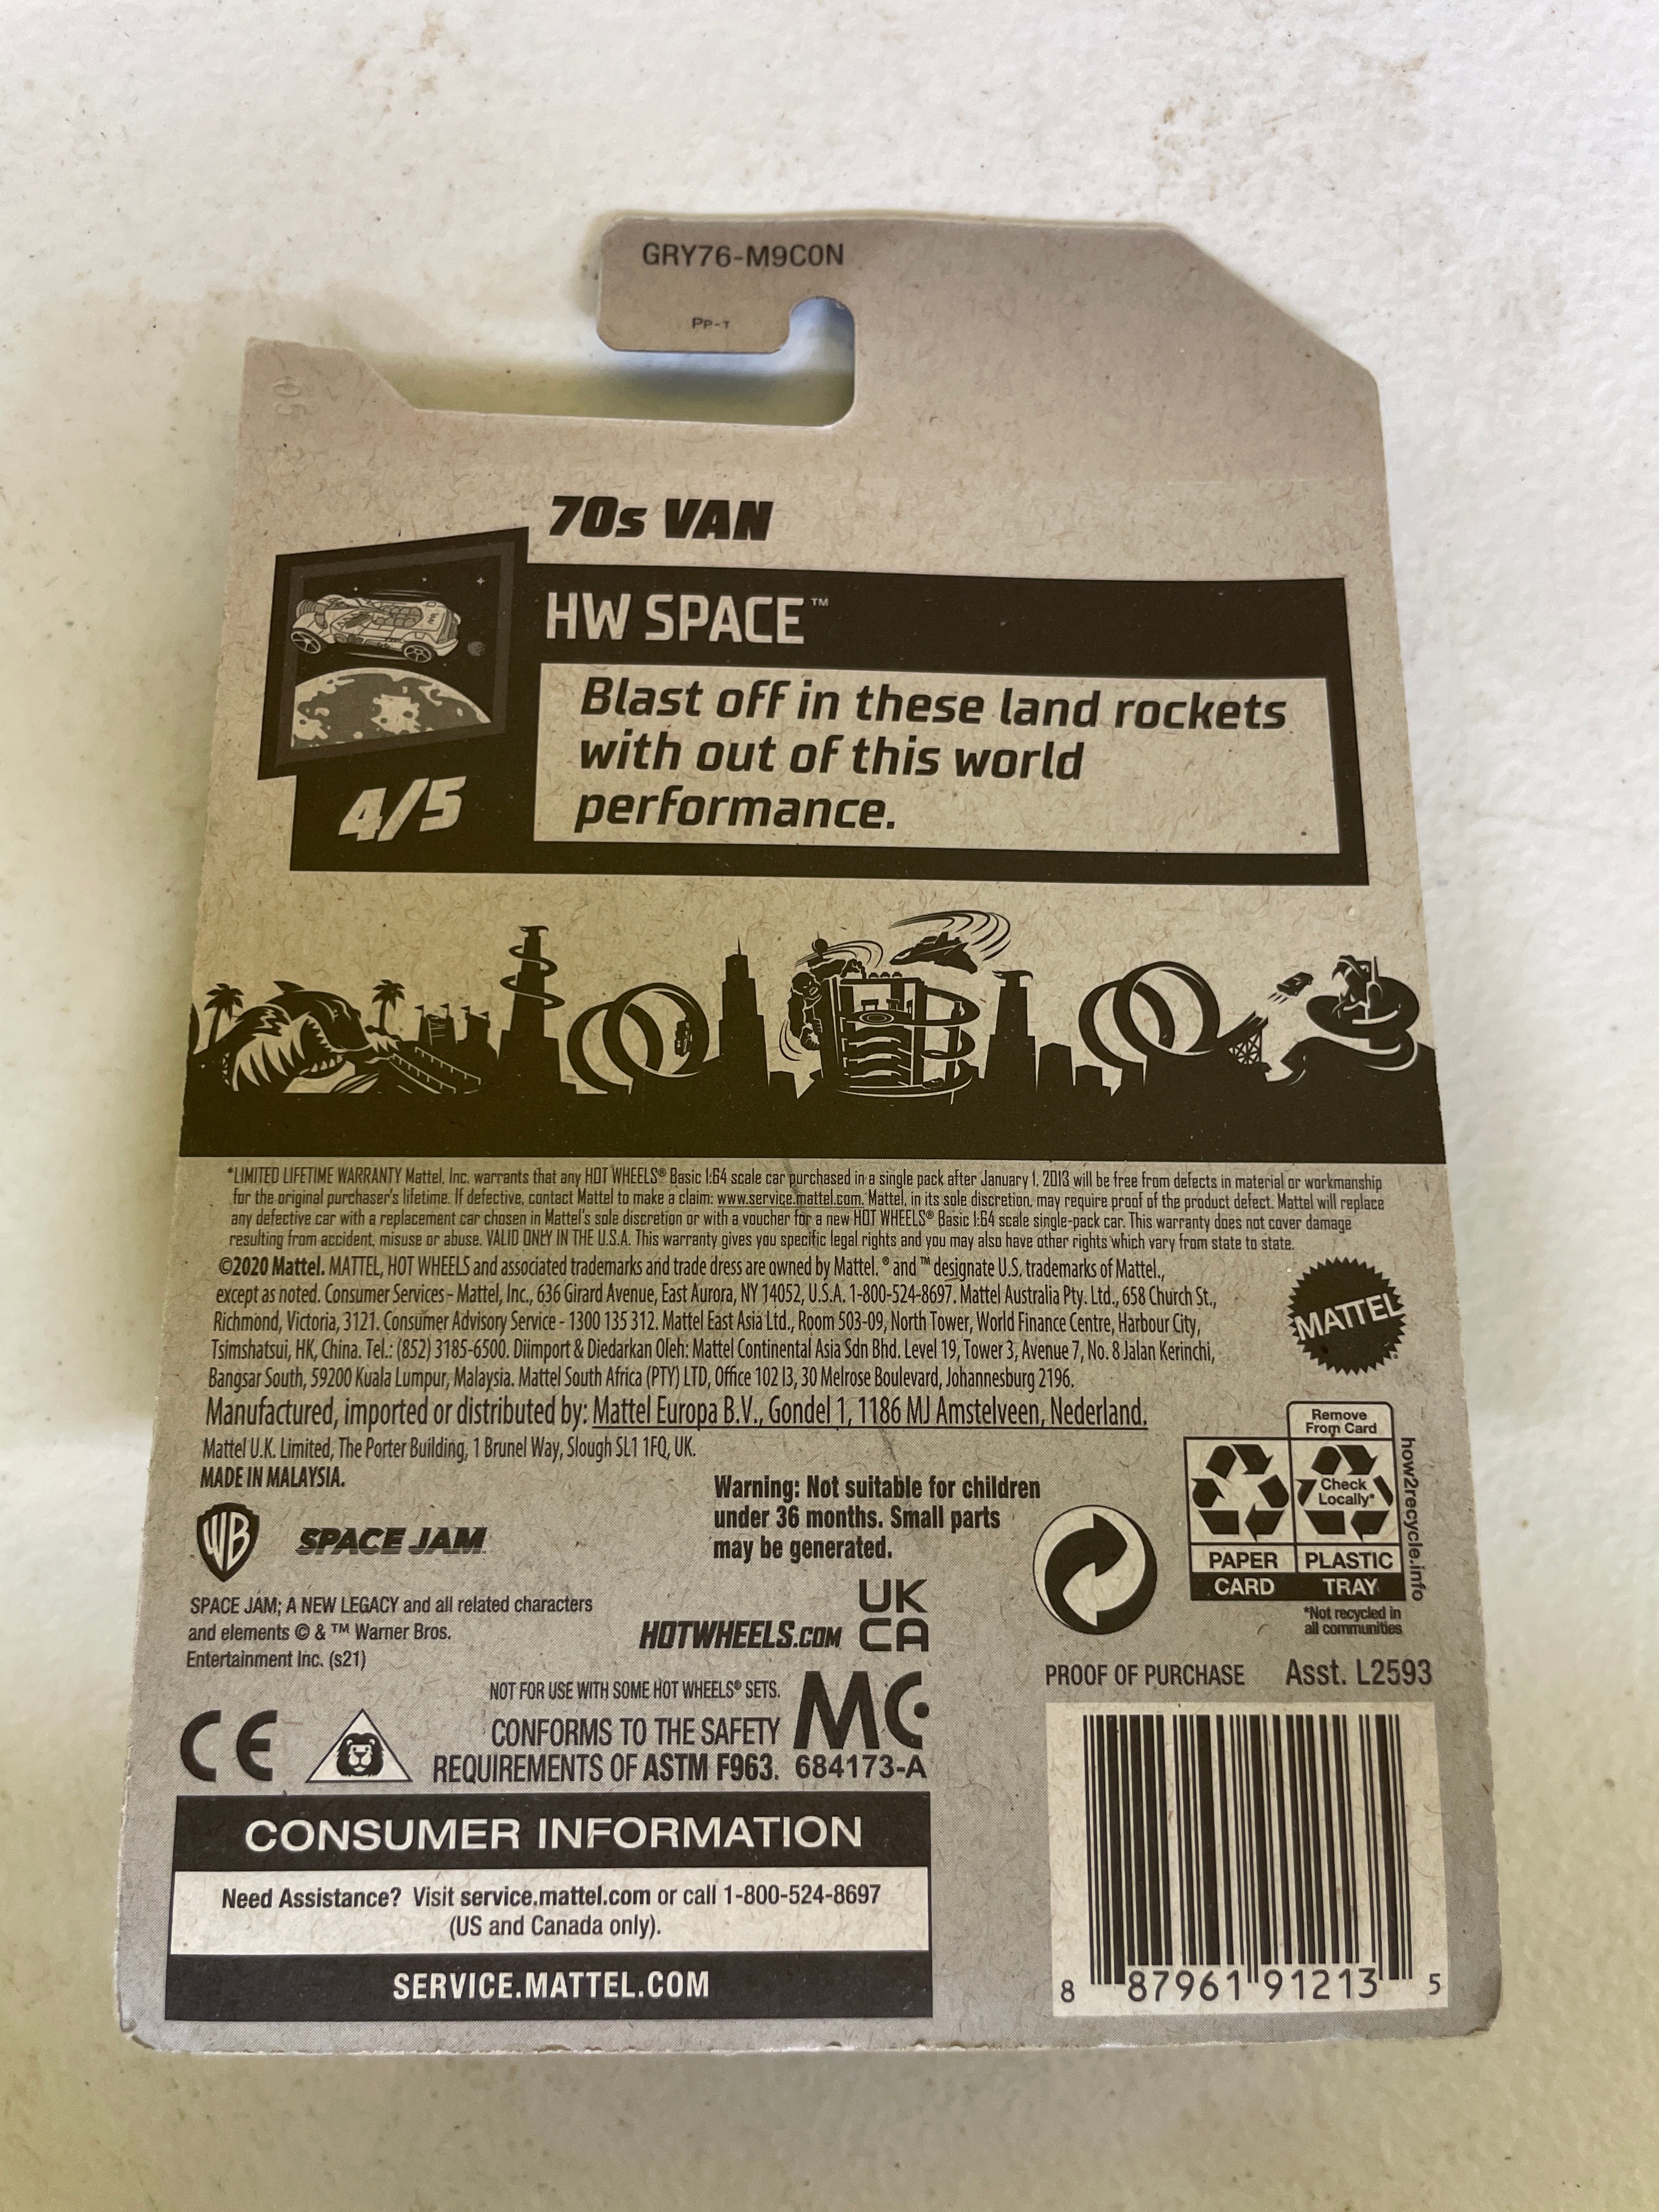 GRY76-M9C0N
PP-1
05
70s VAN
HW SPACE™
Blast off in these land rockets
with out of this world
performance.
4/5
*LIMITED LIFETIME WARRANTY Mattel, Inc. warrants that any HOT WHEELS® Basic 1:64 scale car purchased in a single pack after January 1, 2013 will be free from defects in material or workmanship
for the original purchaser's lifetime. If defective, contact Mattel to make a claim: www.service.mattel.com. Mattel, in its sole discretion, may require proof of the product defect. Mattel will replace
any defective car with a replacement car chosen in Mattel's sole discretion or with a voucher for a new HOT WHEELS® Basic 1:64 scale single-pack car. This warranty does not cover damage
resulting from accident, misuse or abuse. VALID ONLY IN THE U.S.A. This warranty gives you specific legal rights and you may also have other rights which vary from state to state.
©2020 Mattel. MATTEL, HOT WHEELS and associated trademarks and trade dress are owned by Mattel. ® and ™ designate U.S. trademarks of Mattel.,
except as noted. Consumer Services - Mattel, Inc., 636 Girard Avenue, East Aurora, NY 14052, U.S.A. 1-800-524-8697. Mattel Australia Pty. Ltd., 658 Church St.,
Richmond, Victoria, 3121. Consumer Advisory Service - 1300 135 312. Mattel East Asia Ltd., Room 503-09, North Tower, World Finance Centre, Harbour City,
Tsimshatsui, HK, China. Tel.: (852) 3185-6500. Diimport & Diedarkan Oleh: Mattel Continental Asia Sdn Bhd. Level 19, Tower 3, Avenue 7, No. 8 Jalan Kerinchi,
Bangsar South, 59200 Kuala Lumpur, Malaysia. Mattel South Africa (PTY) LTD, Office 102 I3, 30 Melrose Boulevard, Johannesburg 2196.
Manufactured, imported or distributed by: Mattel Europa B.V., Gondel 1, 1186 MJ Amstelveen, Nederland.
Mattel U.K. Limited, The Porter Building, 1 Brunel Way, Slough SL1 1FQ, UK.
MADE IN MALAYSIA.
MATTEL
Warning: Not suitable for children
under 36 months. Small parts
may be generated.
WB
SPACE JAM
SPACE JAM; A NEW LEGACY and all related characters
and elements © & ™ Warner Bros.
Entertainment Inc. (s21)
HOTWHEELS.COM
UK
CA
Remove
From Card
Check
Locally*
PAPER
PLASTIC
CARD
TRAY
how2recycle.info
*Not recycled in
all communities
NOT FOR USE WITH SOME HOT WHEELS® SETS.
CE
CONFORMS TO THE SAFETY
REQUIREMENTS OF ASTM F963.
MC
684173-A
PROOF OF PURCHASE
Asst. L2593
CONSUMER INFORMATION
Need Assistance? Visit service.mattel.com or call 1-800-524-8697
(US and Canada only).
SERVICE.MATTEL.COM
8 87961 91213 5